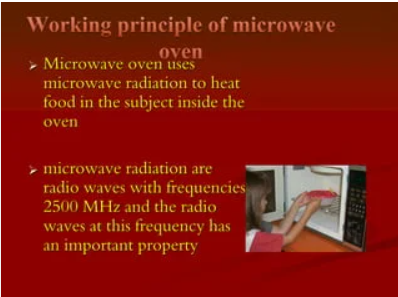 Working principle of microwave
oven
➢ Microwave oven uses
microwave radiation to heat
food in the subject inside the
oven
➢ microwave radiation are
radio waves with frequencies
2500 MHz and the radio
waves at this frequency has
an important property